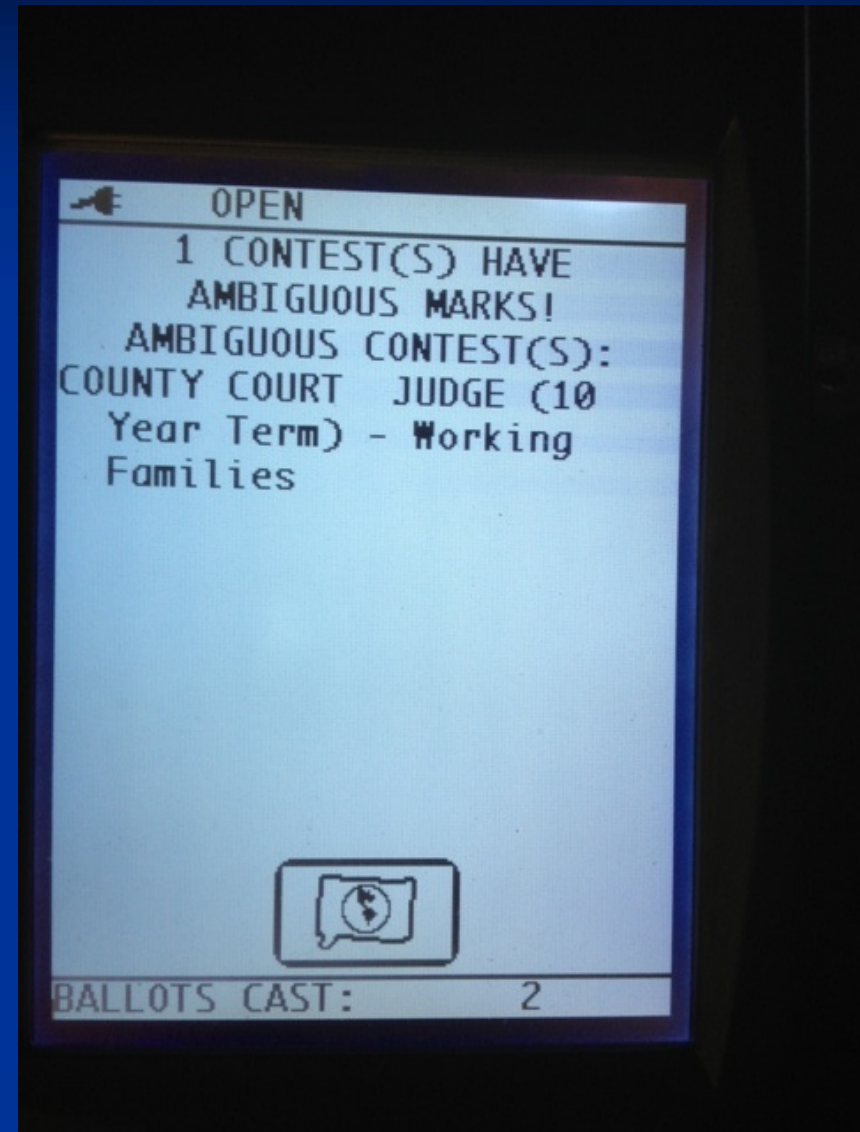 OPEN
1 CONTEST(S) HAVE
AMBIGUOUS MARKS!
AMBIGUOUS CONTEST(S):
COUNTY COURT  JUDGE (10
Year Term) - Working
Families
BALLOTS CAST: 2